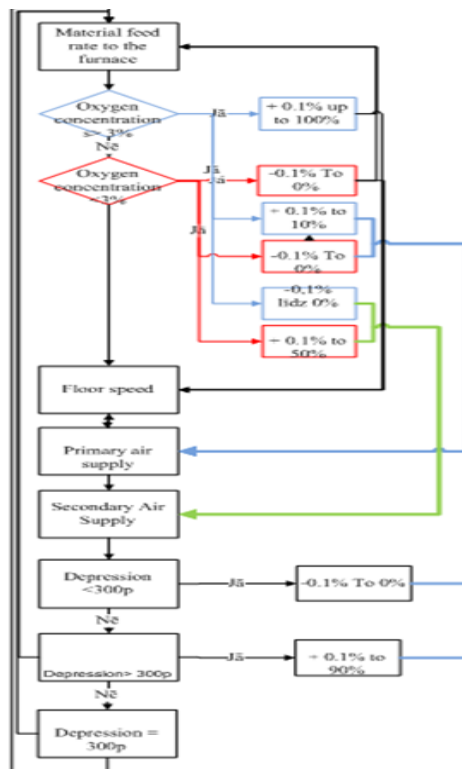 Material feed
rate to the
furnace
Oxygen
concentration
s> 3%
Jā
+ 0.1% up
to 100%
Nē
Oxygen
concentration
<3%
Jā
Jā
-0.1% To
0%
+ 0.1% to
10%
Jā
-0.1% To
0%
-0,1%
lidz 0%
+ 0.1% to
50%
Floor speed
Primary air
supply
Secondary Air
Supply
Depression
<300p
Jā
-0.1% To 0%
Nē
Depression> 300p
Jā
+ 0.1% to
90%
Nē
Depression =
300p